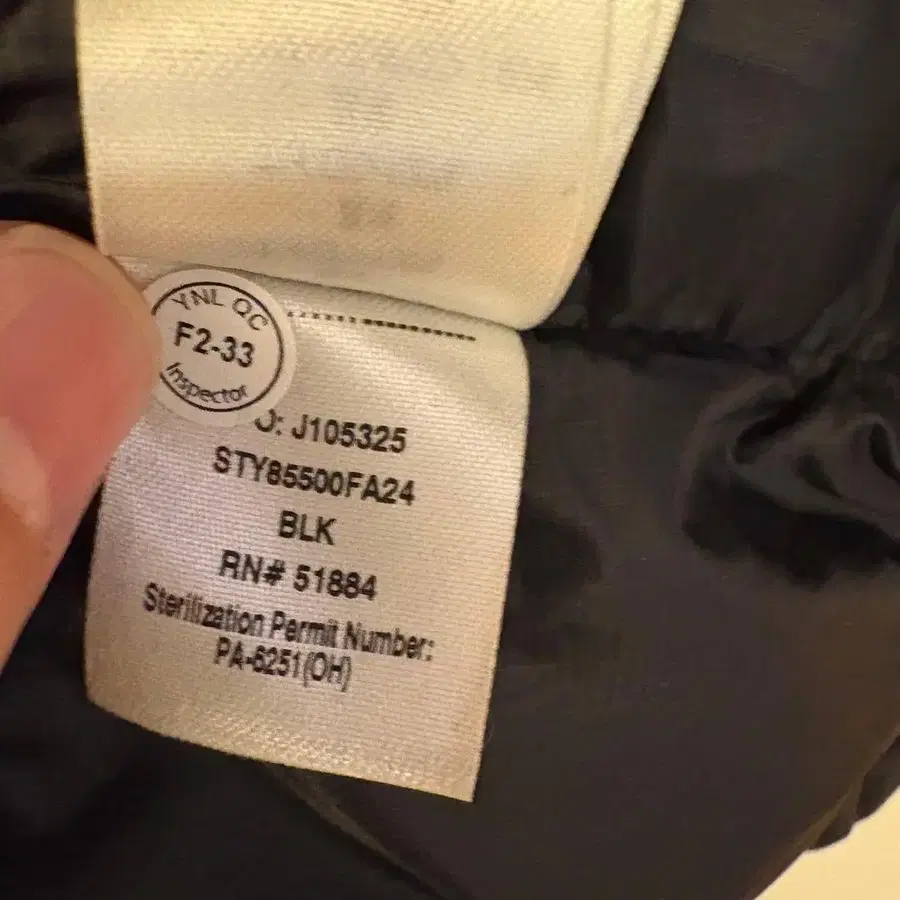 YNL QC
F2-33
Inspector
O: J105325
STY85500FA24
BLK
RN# 51884
Sterilization Permit Number:
PA-6251(OH)